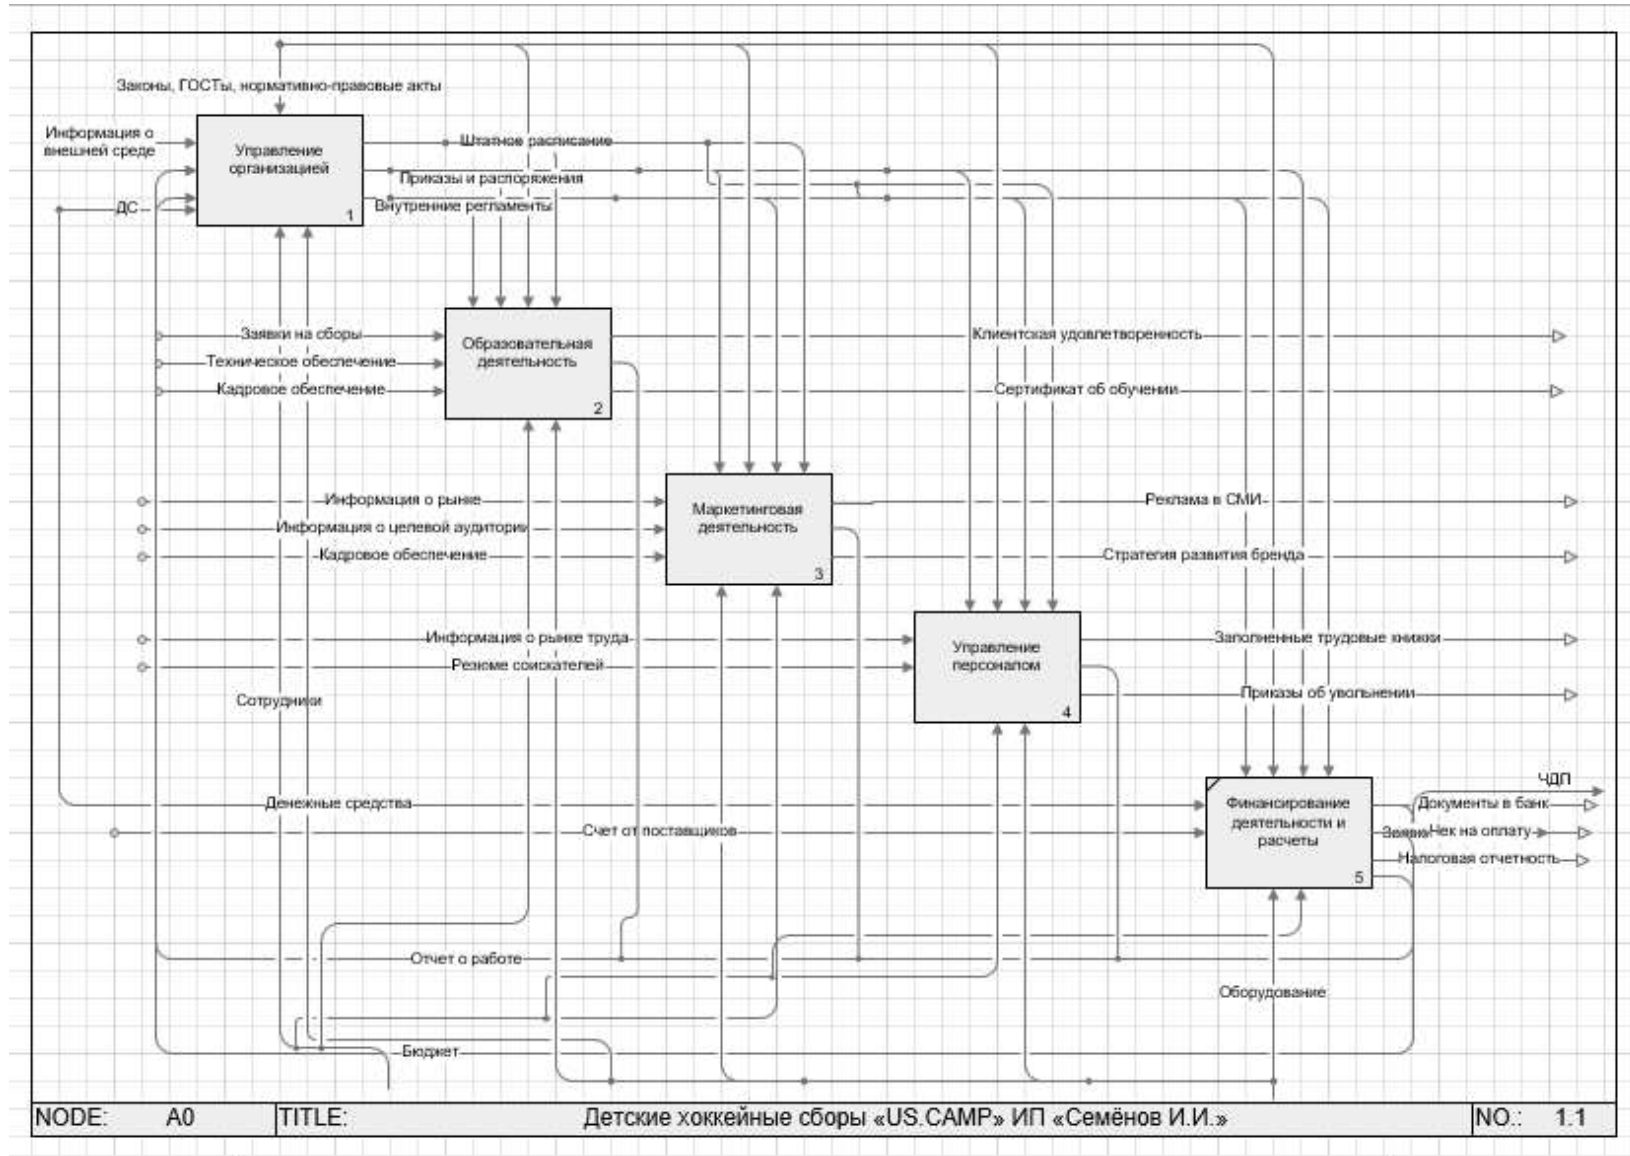 Законы, ГОСТы, нормативно-правовые акты
Информация о
внешней среде
Управление
организацией
1
ДС
Штатное расписание
Приказы и распоряжения
Внутренние регламенты
Заявки на сборы
Техническое обеспечение
Кадровое обеспечение
Образовательная
деятельность
2
Клиентская удовлетворенность
Сертификат об обучении
Информация о рынке
Информация о целевой аудитории
Кадровое обеспечение
Маркетинговая
деятельность
3
Реклама в СМИ
Стратегия развития бренда
Информация о рынке труда
Резюме соискателей
Управление
персоналом
4
Заполненные трудовые книжки
Приказы об увольнении
Сотрудники
Денежные средства
Счет от поставщиков
Финансирование
деятельности и
расчеты
5
ЧДП
Документы в банк
Чек на оплату
Налоговая отчетность
Отчет о работе
Оборудование
Бюджет
NODE: A0 TITLE: Детские хоккейные сборы «US.CAMP» ИП «Семёнов И.И.» NO.: 1.1